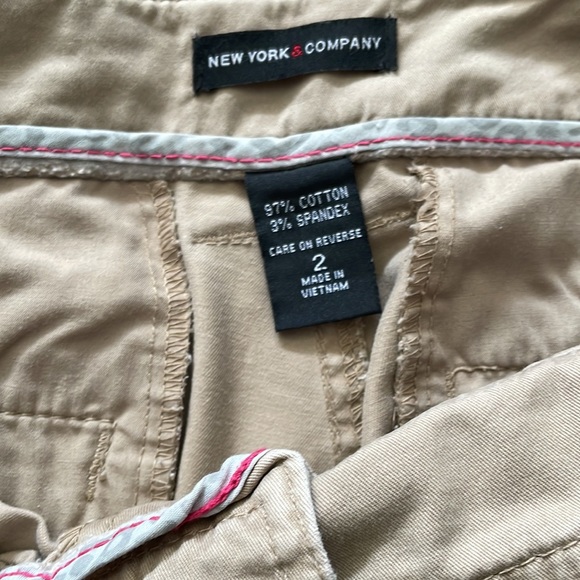 NEW YORK & COMPANY
97% COTTON
3% SPANDEX
CARE ON REVERSE
2
MADE IN
VIETNAM